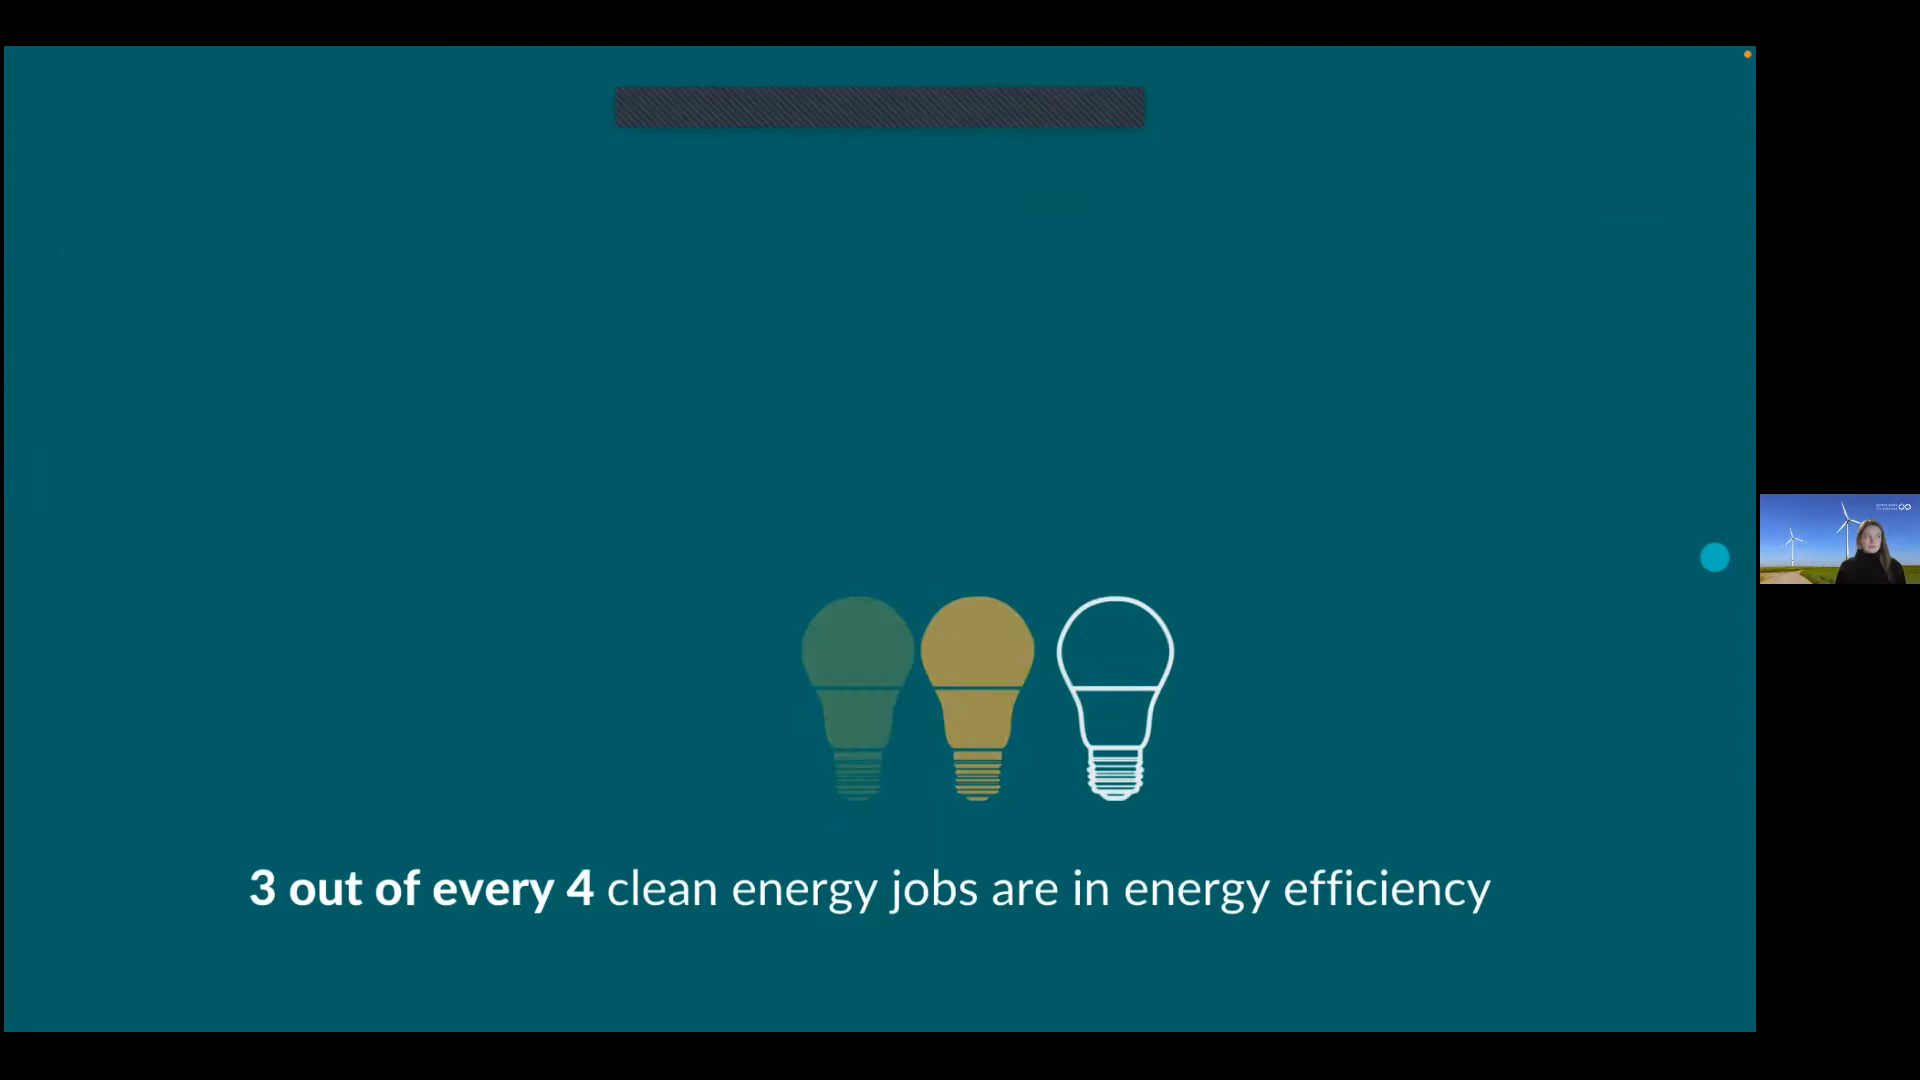 3 out of every 4 clean energy jobs are in energy efficiency